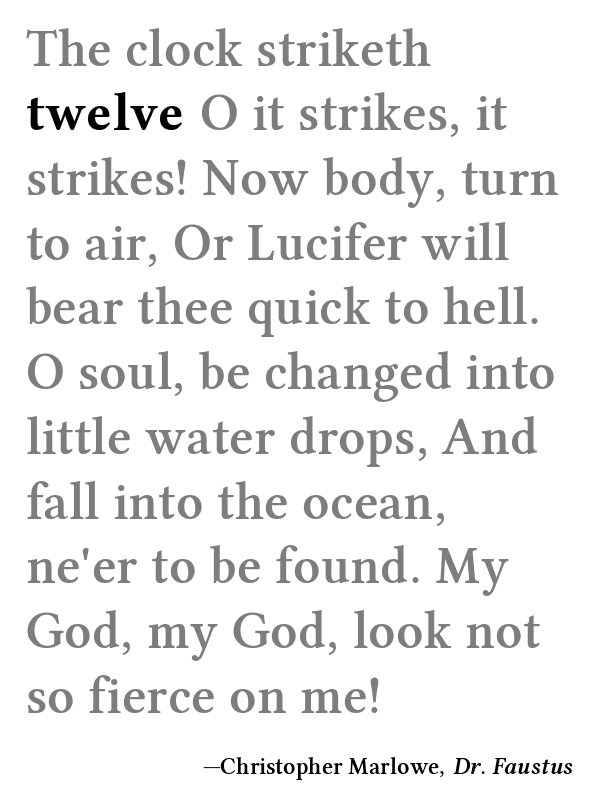 The clock striketh
twelve O it strikes, it
strikes! Now body, turn
to air, Or Lucifer will
bear thee quick to hell.
O soul, be changed into
little water drops, And
fall into the ocean,
ne'er to be found. My
God, my God, look not
so fierce on me!
—Christopher Marlowe, Dr. Faustus